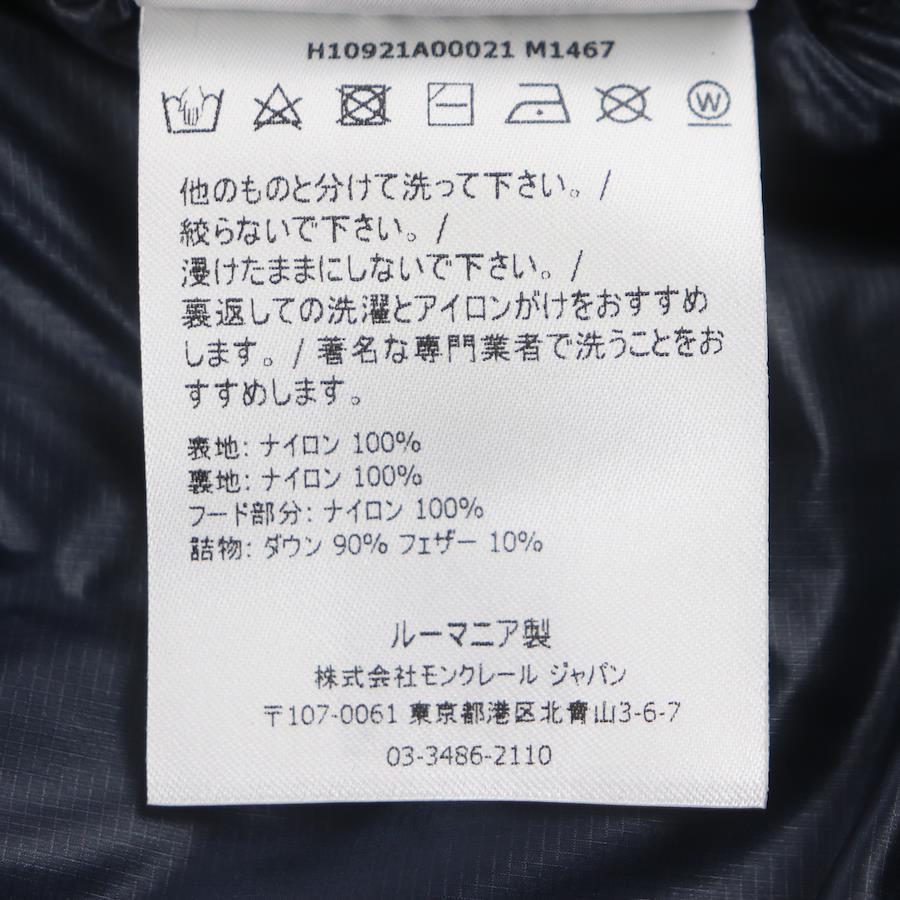 H10921A00021 M1467
W
他のものと分けて洗って下さい。/
絞らないで下さい。/
浸けたままにしないで下さい。/
裏返しての洗濯とアイロンがけをおすすめ
します。/ 著名な専門業者で洗うことをお
すすめします。
表地: ナイロン 100%
裏地: ナイロン 100%
フード部分: ナイロン 100%
詰物: ダウン 90% フェザー 10%
ルーマニア製
株式会社モンクレール ジャパン
〒107-0061 東京都港区北青山3-6-7
03-3486-2110